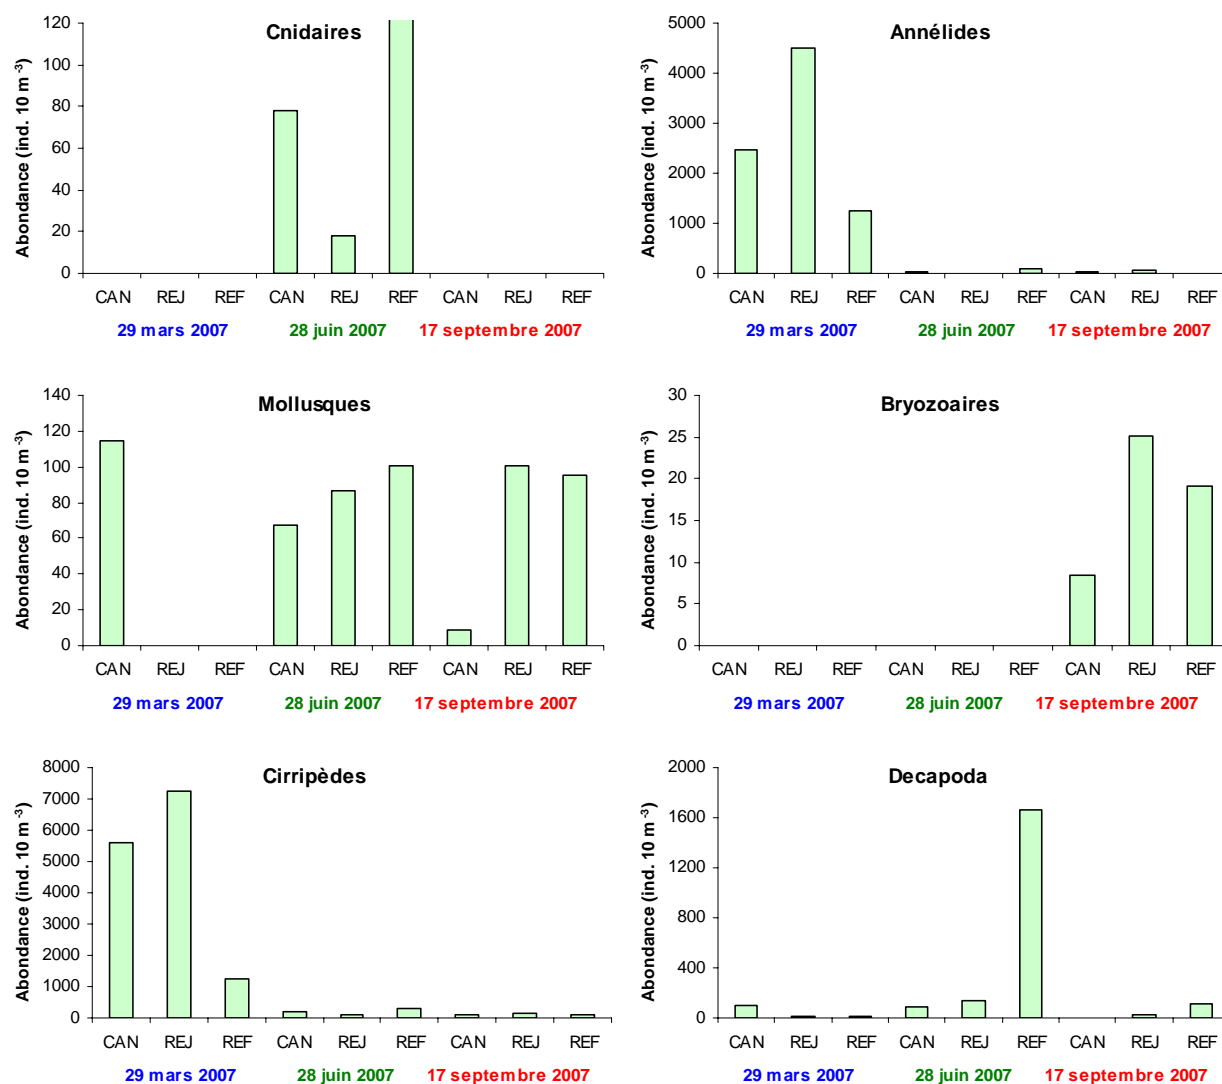 Cnidaires
Abondance (ind. 10 m⁻³)
120
100
80
60
40
20
0
CAN REJ REF CAN REJ REF CAN REJ REF
29 mars 2007 28 juin 2007 17 septembre 2007
Annélides
Abondance (ind. 10 m⁻³)
5000
4000
3000
2000
1000
0
CAN REJ REF CAN REJ REF CAN REJ REF
29 mars 2007 28 juin 2007 17 septembre 2007
Mollusques
Abondance (ind. 10 m⁻³)
140
120
100
80
60
40
20
0
CAN REJ REF CAN REJ REF CAN REJ REF
29 mars 2007 28 juin 2007 17 septembre 2007
Bryozoaires
Abondance (ind. 10 m⁻³)
30
25
20
15
10
5
0
CAN REJ REF CAN REJ REF CAN REJ REF
29 mars 2007 28 juin 2007 17 septembre 2007
Cirripèdes
Abondance (ind. 10 m⁻³)
8000
7000
6000
5000
4000
3000
2000
1000
0
CAN REJ REF CAN REJ REF CAN REJ REF
29 mars 2007 28 juin 2007 17 septembre 2007
Decapoda
Abondance (ind. 10 m⁻³)
2000
1600
1200
800
400
0
CAN REJ REF CAN REJ REF CAN REJ REF
29 mars 2007 28 juin 2007 17 septembre 2007